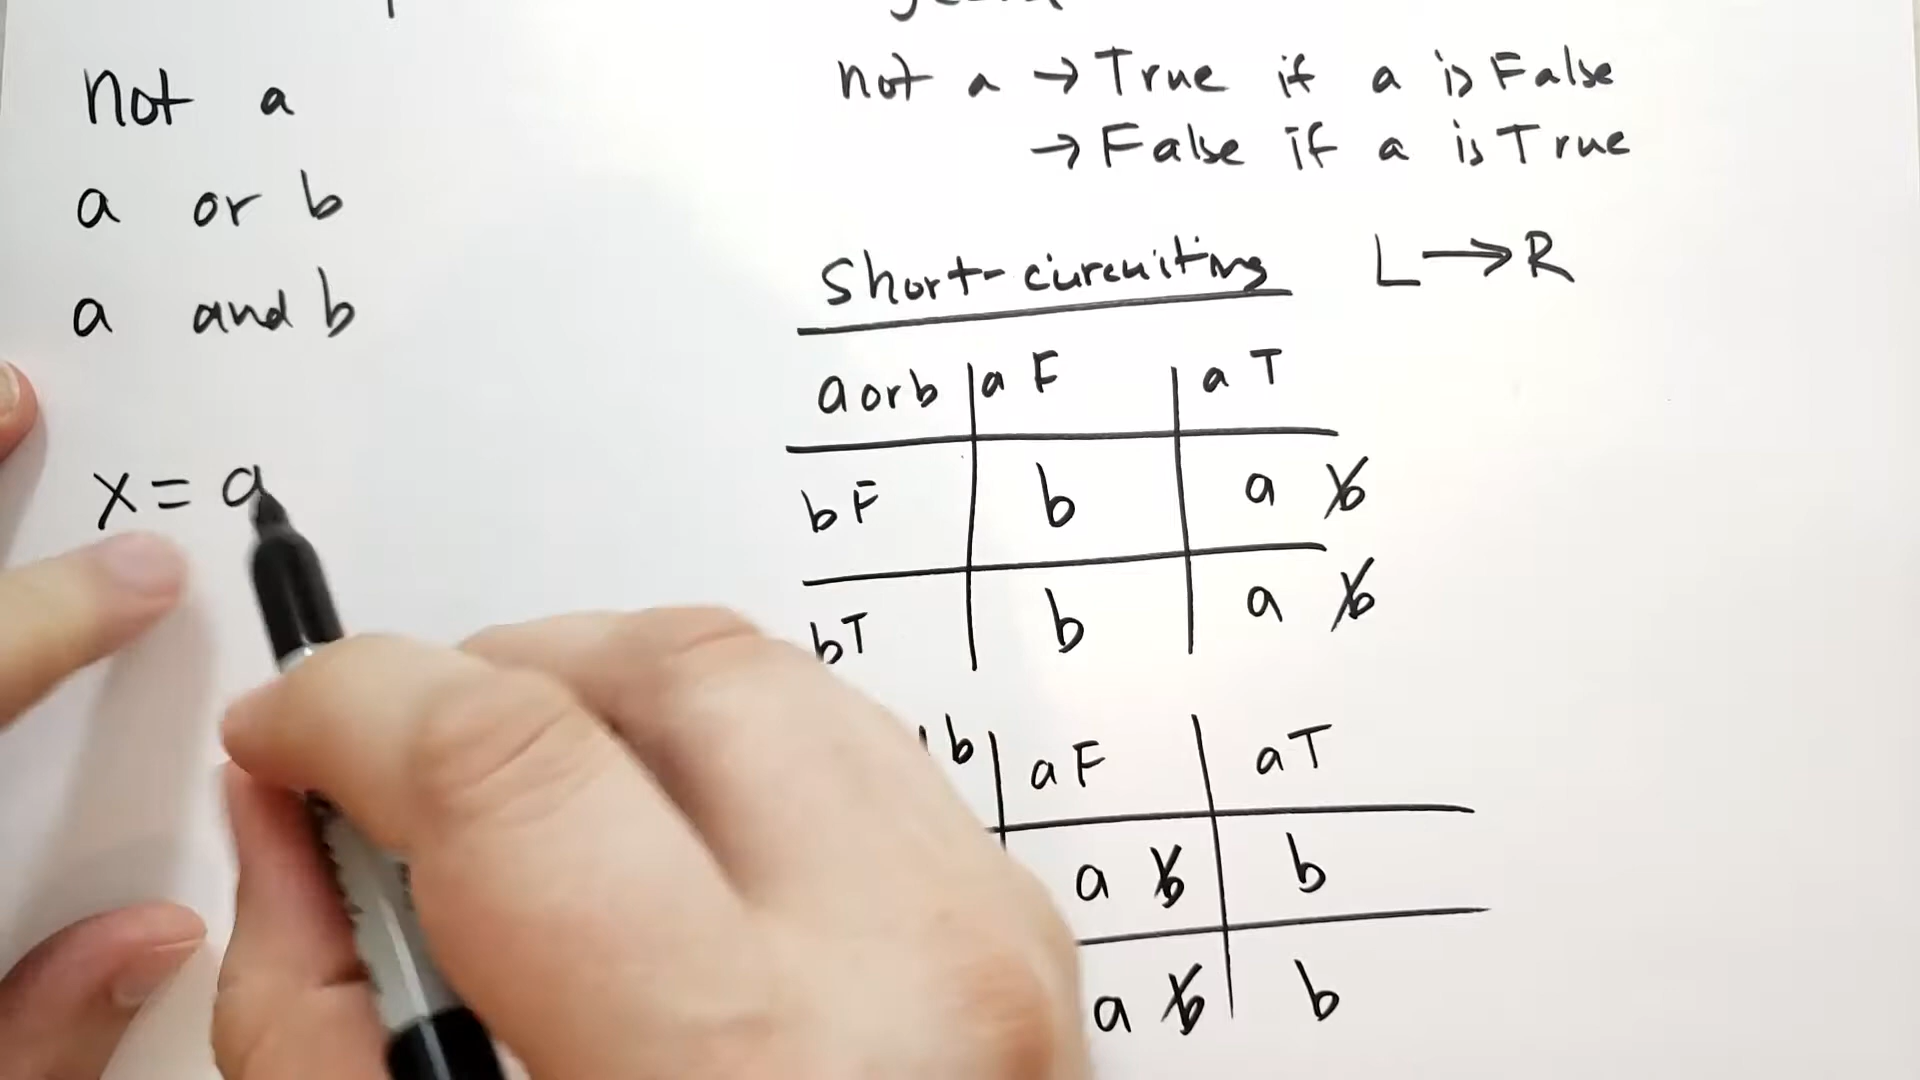 not a
a or b
a and b
x = a
not a → True if a is False
→ False if a is True
Short-circuiting L → R
a or b a F a T
b F b a b
b T b a b
b a F a T
a b b
a b b